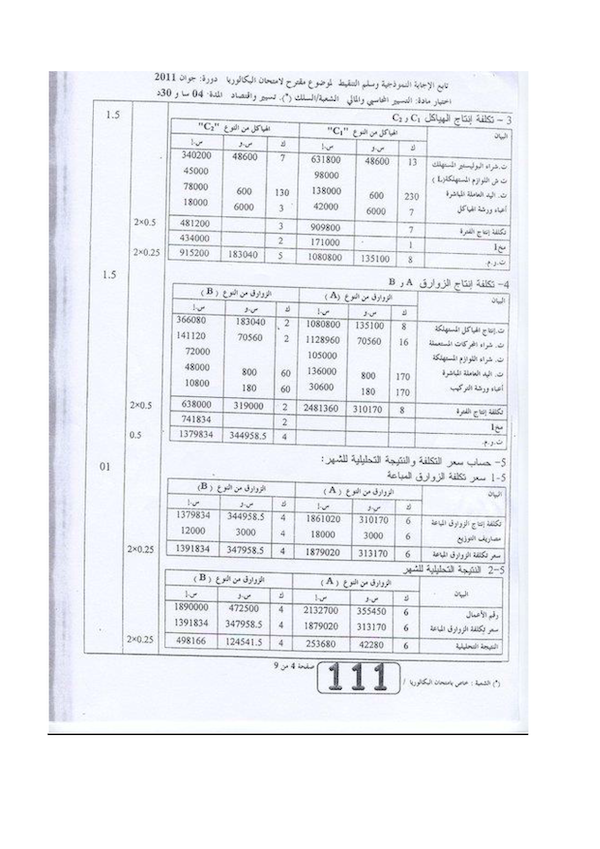 تابع الإجابة النموذجية وسلم التنقيط لموضوع مقترح لامتحان البكالوريا دورة: جوان 2011
اختبار مادة: التسيير المحاسبي والمالي الشعبة/السلك (*). تسيير واقتصاد المدة: 04 سا و 30د
3- تكلفة إنتاج الهياكل C1 و C2 1.5
البيان الهياكل من النوع "C1" الهياكل من النوع "C2"
ك س.و س.إ ك س.و س.إ
ت.شراء البوليستير المستهلك 13 48600 631800 7 48600 340200
ت ش اللوازم المستهلكة(L) 98000 45000
ت. اليد العاملة المباشرة 230 600 138000 130 600 78000
أعباء ورشة الهياكل 7 6000 42000 3 6000 18000
تكلفة إنتاج الفترة 7 909800 3 481200 2×0.5
مخ1 1 171000 2 434000
ت.و.م. 8 135100 1080800 5 183040 915200 2×0.25
4- تكلفة إنتاج الزوارق A و B 1.5
البيان الزوارق من النوع (A) الزوارق من النوع (B)
ك س.و س.إ ك س.و س.إ
ت.إنتاج الهياكل المستهلكة 8 135100 1080800 2 183040 366080
ت. شراء المحركات المستعملة 16 70560 1128960 2 70560 141120
ت. شراء اللوازم المستهلكة 105000 72000
ت. اليد العاملة المباشرة 170 800 136000 60 800 48000
أعباء ورشة التركيب 170 180 30600 60 180 10800
تكلفة إنتاج الفترة 8 310170 2481360 2 319000 638000 2×0.5
مخ1 2 741834
ت.و.م. 4 344958.5 1379834 0.5
5- حساب سعر التكلفة والنتيجة التحليلية للشهر: 01
5-1 سعر تكلفة الزوارق المباعة
البيان الزوارق من النوع (A) الزوارق من النوع (B)
ك س.و س.إ ك س.و س.إ
تكلفة إنتاج الزوارق المباعة 6 310170 1861020 4 344958.5 1379834
مصاريف التوزيع 6 3000 18000 4 3000 12000
سعر تكلفة الزوارق المباعة 6 313170 1879020 4 347958.5 1391834 2×0.25
5-2 النتيجة التحليلية للشهر
البيان الزوارق من النوع (A) الزوارق من النوع (B)
ك س.و س.إ ك س.و س.إ
رقم الأعمال 6 355450 2132700 4 472500 1890000
سعر تكلفة الزوارق المباعة 6 313170 1879020 4 347958.5 1391834
النتيجة التحليلية 6 42280 253680 4 124541.5 498166 2×0.25
صفحة 4 من 9
(*) الشعبة: خاص بامتحان البكالوريا / 111